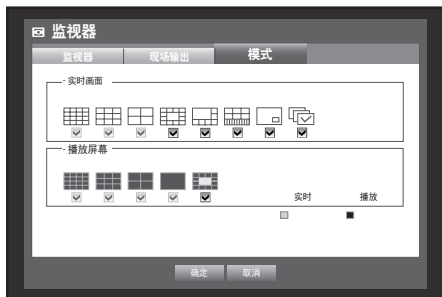 监视器
监视器 现场输出 模式
· 实时画面
· 播放屏幕
实时 播放
确定 取消